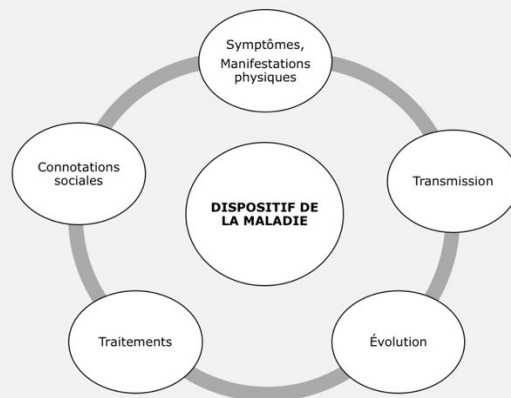 Symptômes,
Manifestations
physiques
Connotations
sociales
Transmission
DISPOSITIF DE
LA MALADIE
Traitements
Évolution